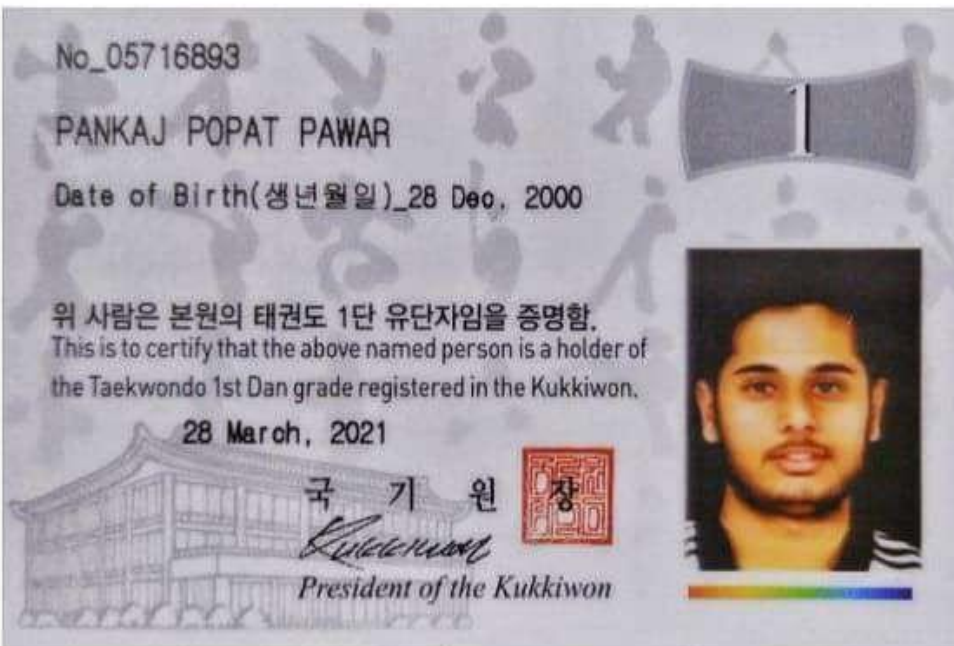 No_05716893
1
PANKAJ POPAT PAWAR
Date of Birth(생년월일)_28 Dec, 2000
위 사람은 본원의 태권도 1단 유단자임을 증명함.
This is to certify that the above named person is a holder of
the Taekwondo 1st Dan grade registered in the Kukkiwon.
28 March, 2021
국 기 원 장
Kukkiwon
President of the Kukkiwon